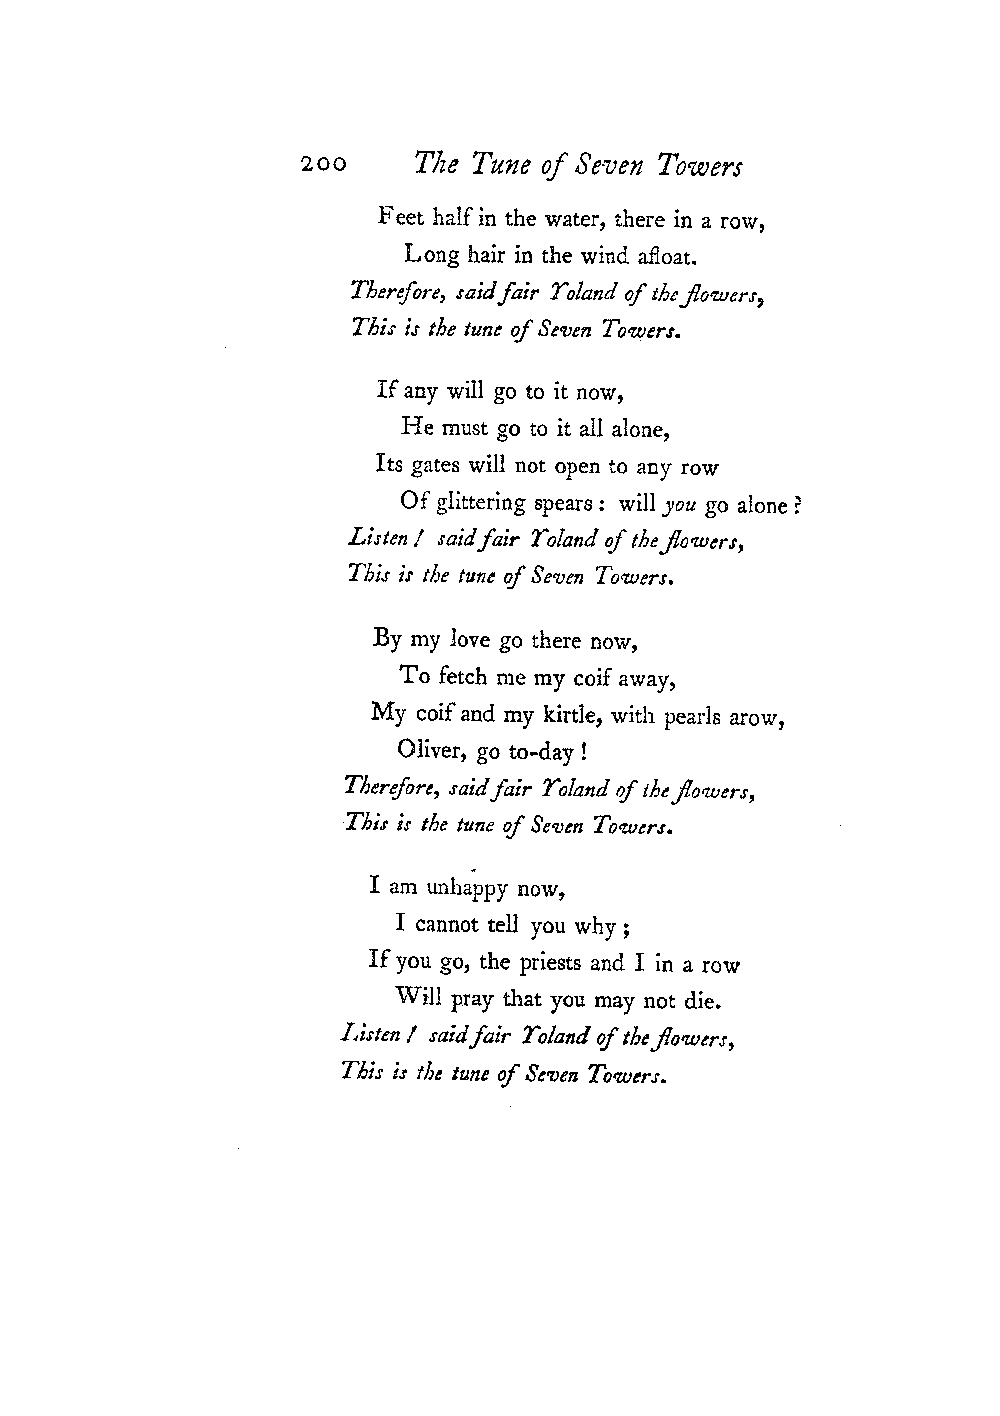 200 The Tune of Seven Towers
Feet half in the water, there in a row,
Long hair in the wind afloat.
Therefore, said fair Yoland of the flowers,
This is the tune of Seven Towers.
If any will go to it now,
He must go to it all alone,
Its gates will not open to any row
Of glittering spears : will you go alone ?
Listen ! said fair Yoland of the flowers,
This is the tune of Seven Towers.
By my love go there now,
To fetch me my coif away,
My coif and my kirtle, with pearls arow,
Oliver, go to-day !
Therefore, said fair Yoland of the flowers,
This is the tune of Seven Towers.
I am unhappy now,
I cannot tell you why ;
If you go, the priests and I in a row
Will pray that you may not die.
Listen ! said fair Yoland of the flowers,
This is the tune of Seven Towers.